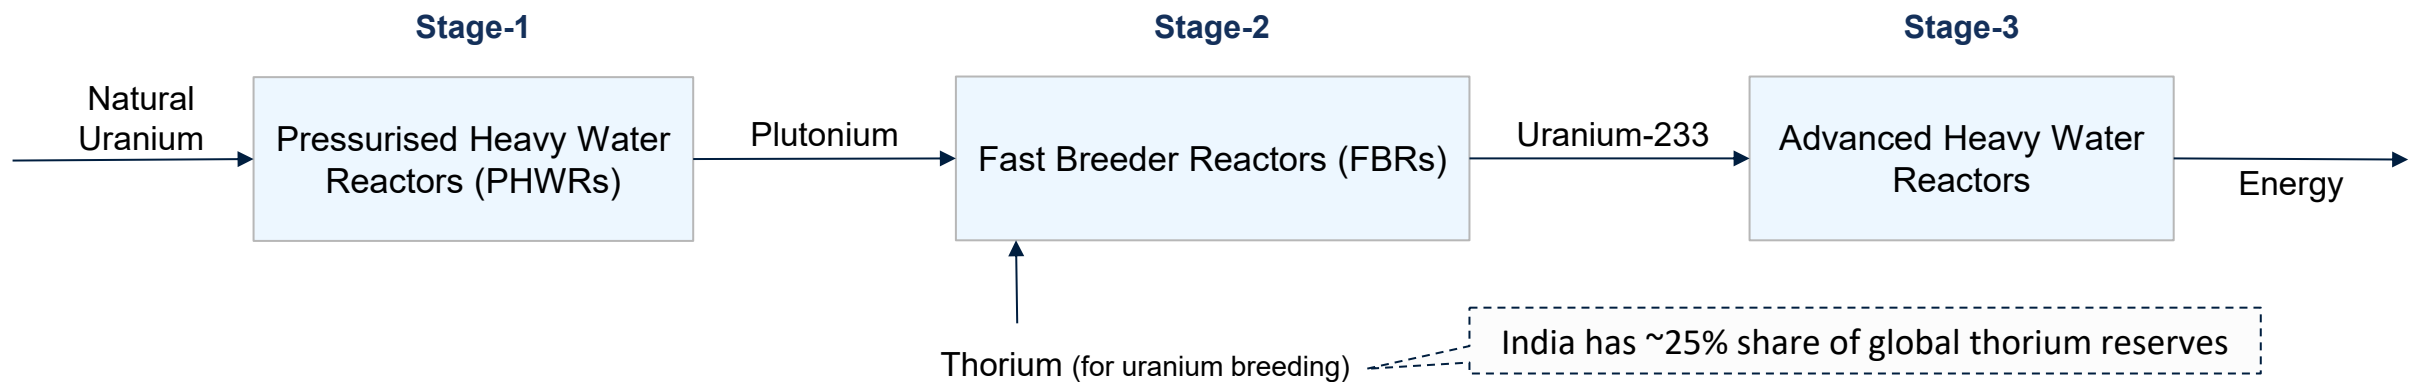 Stage-1
Stage-2
Stage-3
Natural
Uranium
Pressurised Heavy Water
Reactors (PHWRs)
Plutonium
Fast Breeder Reactors (FBRs)
Uranium-233
Advanced Heavy Water
Reactors
Energy
Thorium (for uranium breeding)
India has ~25% share of global thorium reserves